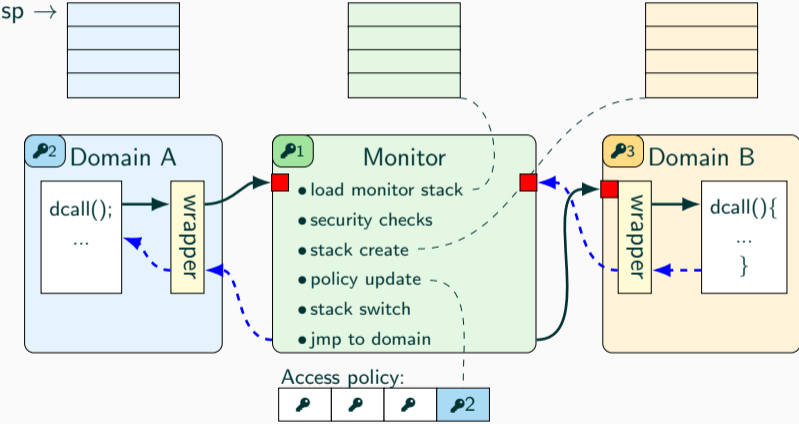 sp →
2 Domain A
dcall();
...
wrapper
1 Monitor
• load monitor stack
• security checks
• stack create
• policy update
• stack switch
• jmp to domain
3 Domain B
wrapper
dcall(){
...
}
Access policy:
2